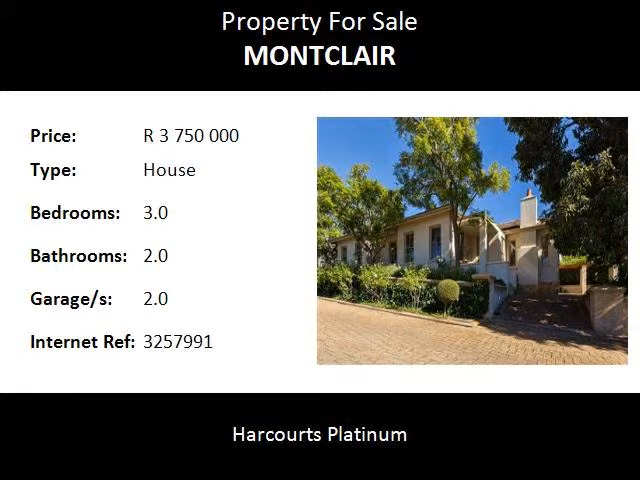 Property For Sale
MONTCLAIR
Price: R 3 750 000
Type: House
Bedrooms: 3.0
Bathrooms: 2.0
Garage/s: 2.0
Internet Ref: 3257991
Harcourts Platinum